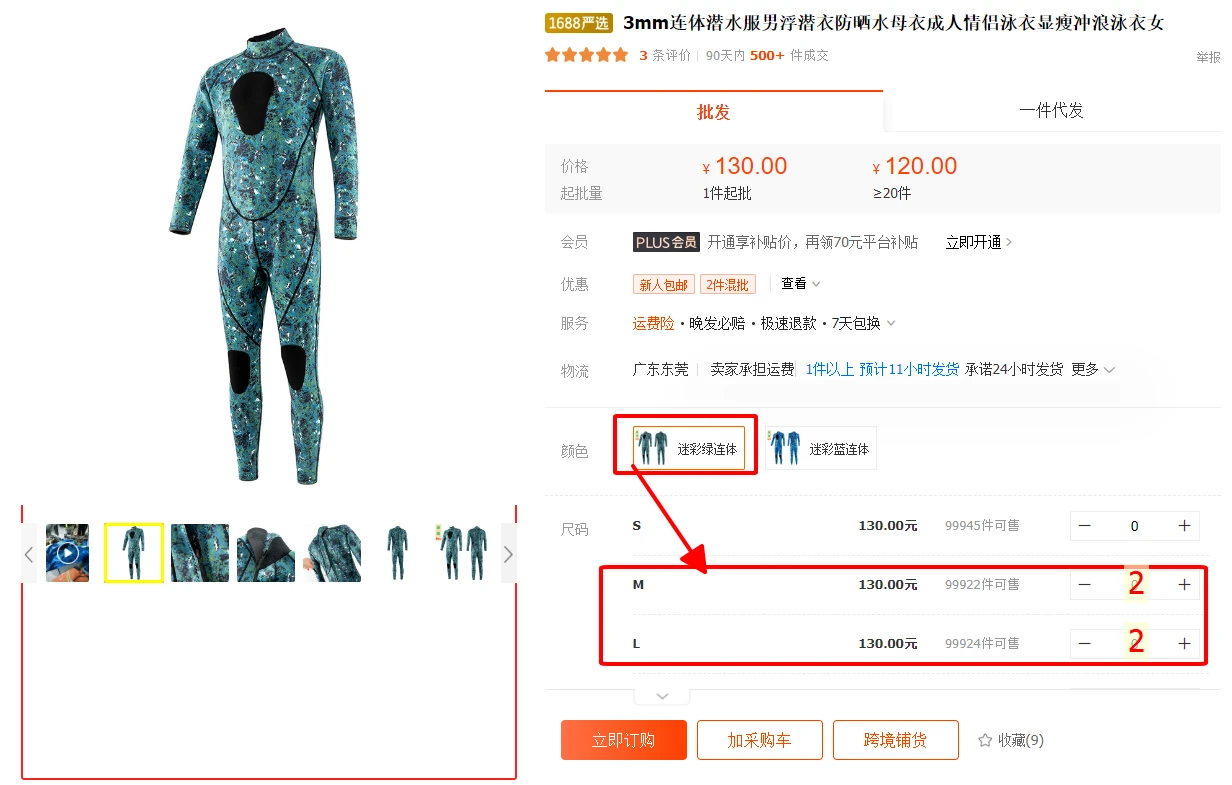 1688严选 3mm连体潜水服男浮潜衣防晒水母衣成人情侣泳衣显瘦冲浪泳衣女
3 条评价 90天内 500+ 件成交
举报
批发 一件代发
价格 ¥ 130.00 ¥ 120.00
起批量 1件起批 ≥20件
会员 PLUS会员 开通享补贴价，再领70元平台补贴 立即开通
优惠 新人包邮 2件混批 查看
服务 运费险 · 晚发必赔 · 极速退款 · 7天包换
物流 广东东莞 卖家承担运费 1件以上 预计11小时发货 承诺24小时发货 更多
颜色 迷彩绿连体 迷彩蓝连体
尺码 S 130.00元 99945件可售 0
M 130.00元 99922件可售 2
L 130.00元 99924件可售 2
立即订购 加采购车 跨境铺货 收藏(9)